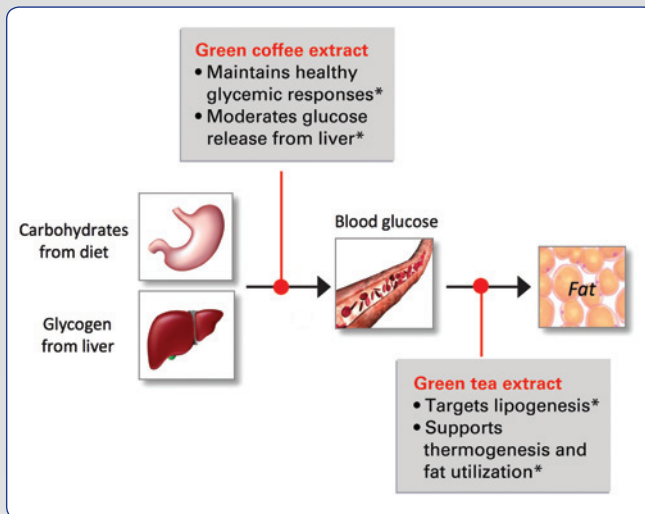 Green coffee extract
• Maintains healthy
glycemic responses*
• Moderates glucose
release from liver*
Carbohydrates
from diet
Blood glucose
Fat
Glycogen
from liver
Green tea extract
• Targets lipogenesis*
• Supports
thermogenesis and
fat utilization*